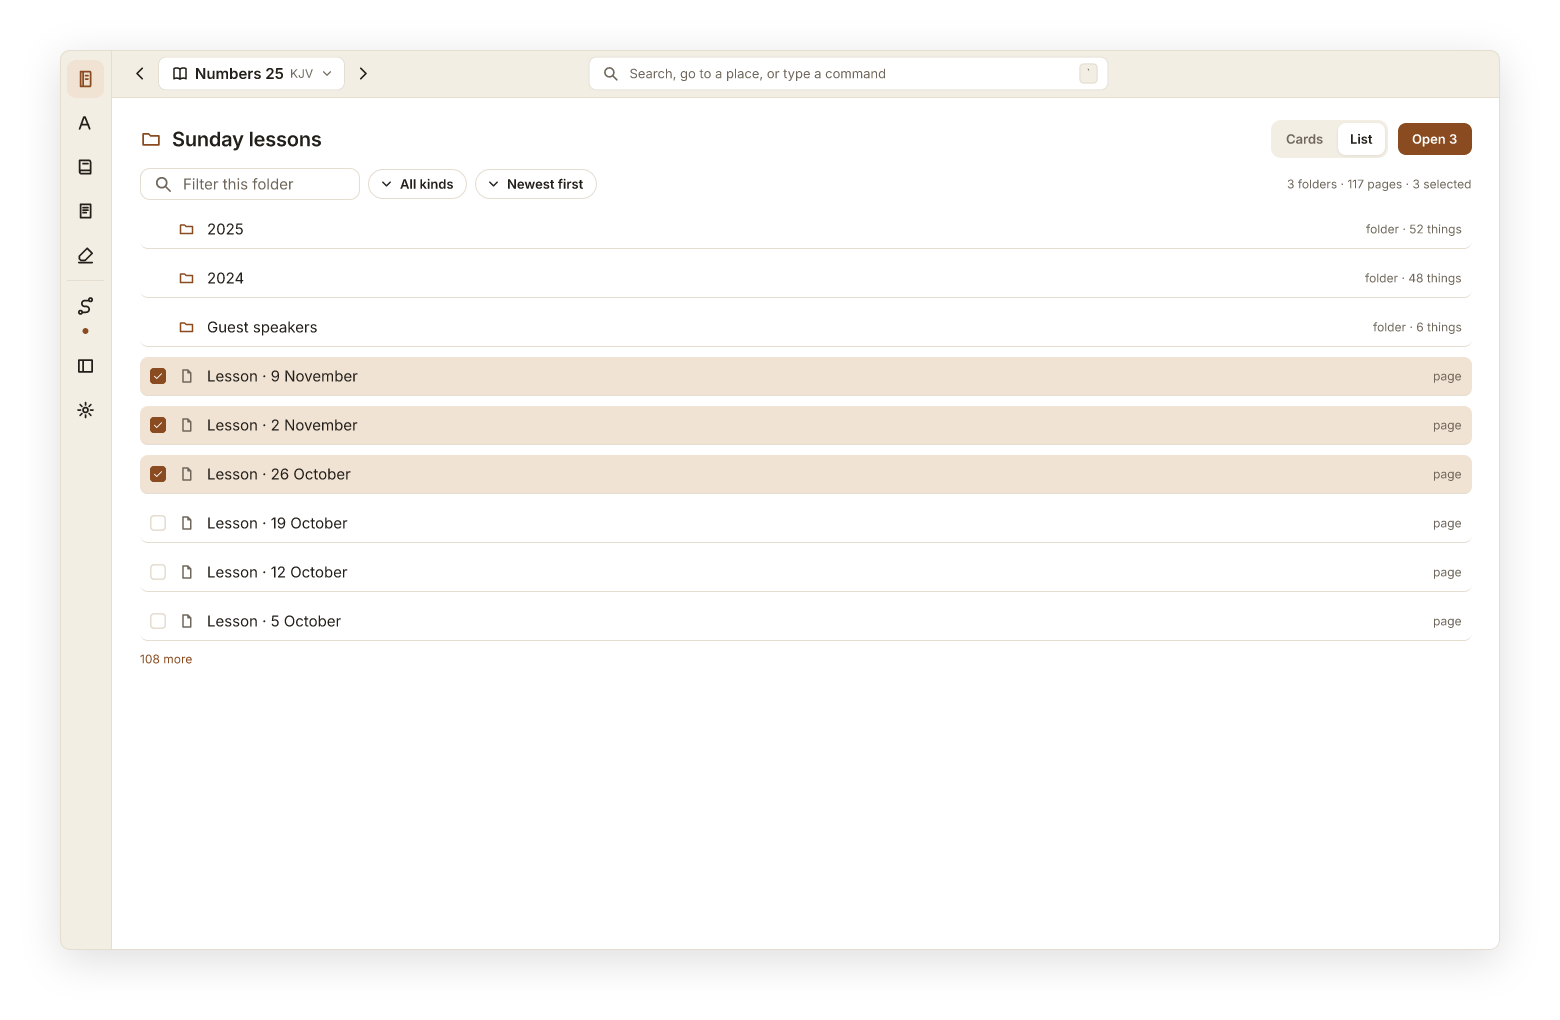 Numbers 25 KJV
Search, go to a place, or type a command
A
Sunday lessons
Cards List Open 3
Filter this folder All kinds Newest first 3 folders · 117 pages · 3 selected
2025 folder · 52 things
2024 folder · 48 things
Guest speakers folder · 6 things
Lesson · 9 November page
Lesson · 2 November page
Lesson · 26 October page
Lesson · 19 October page
Lesson · 12 October page
Lesson · 5 October page
108 more